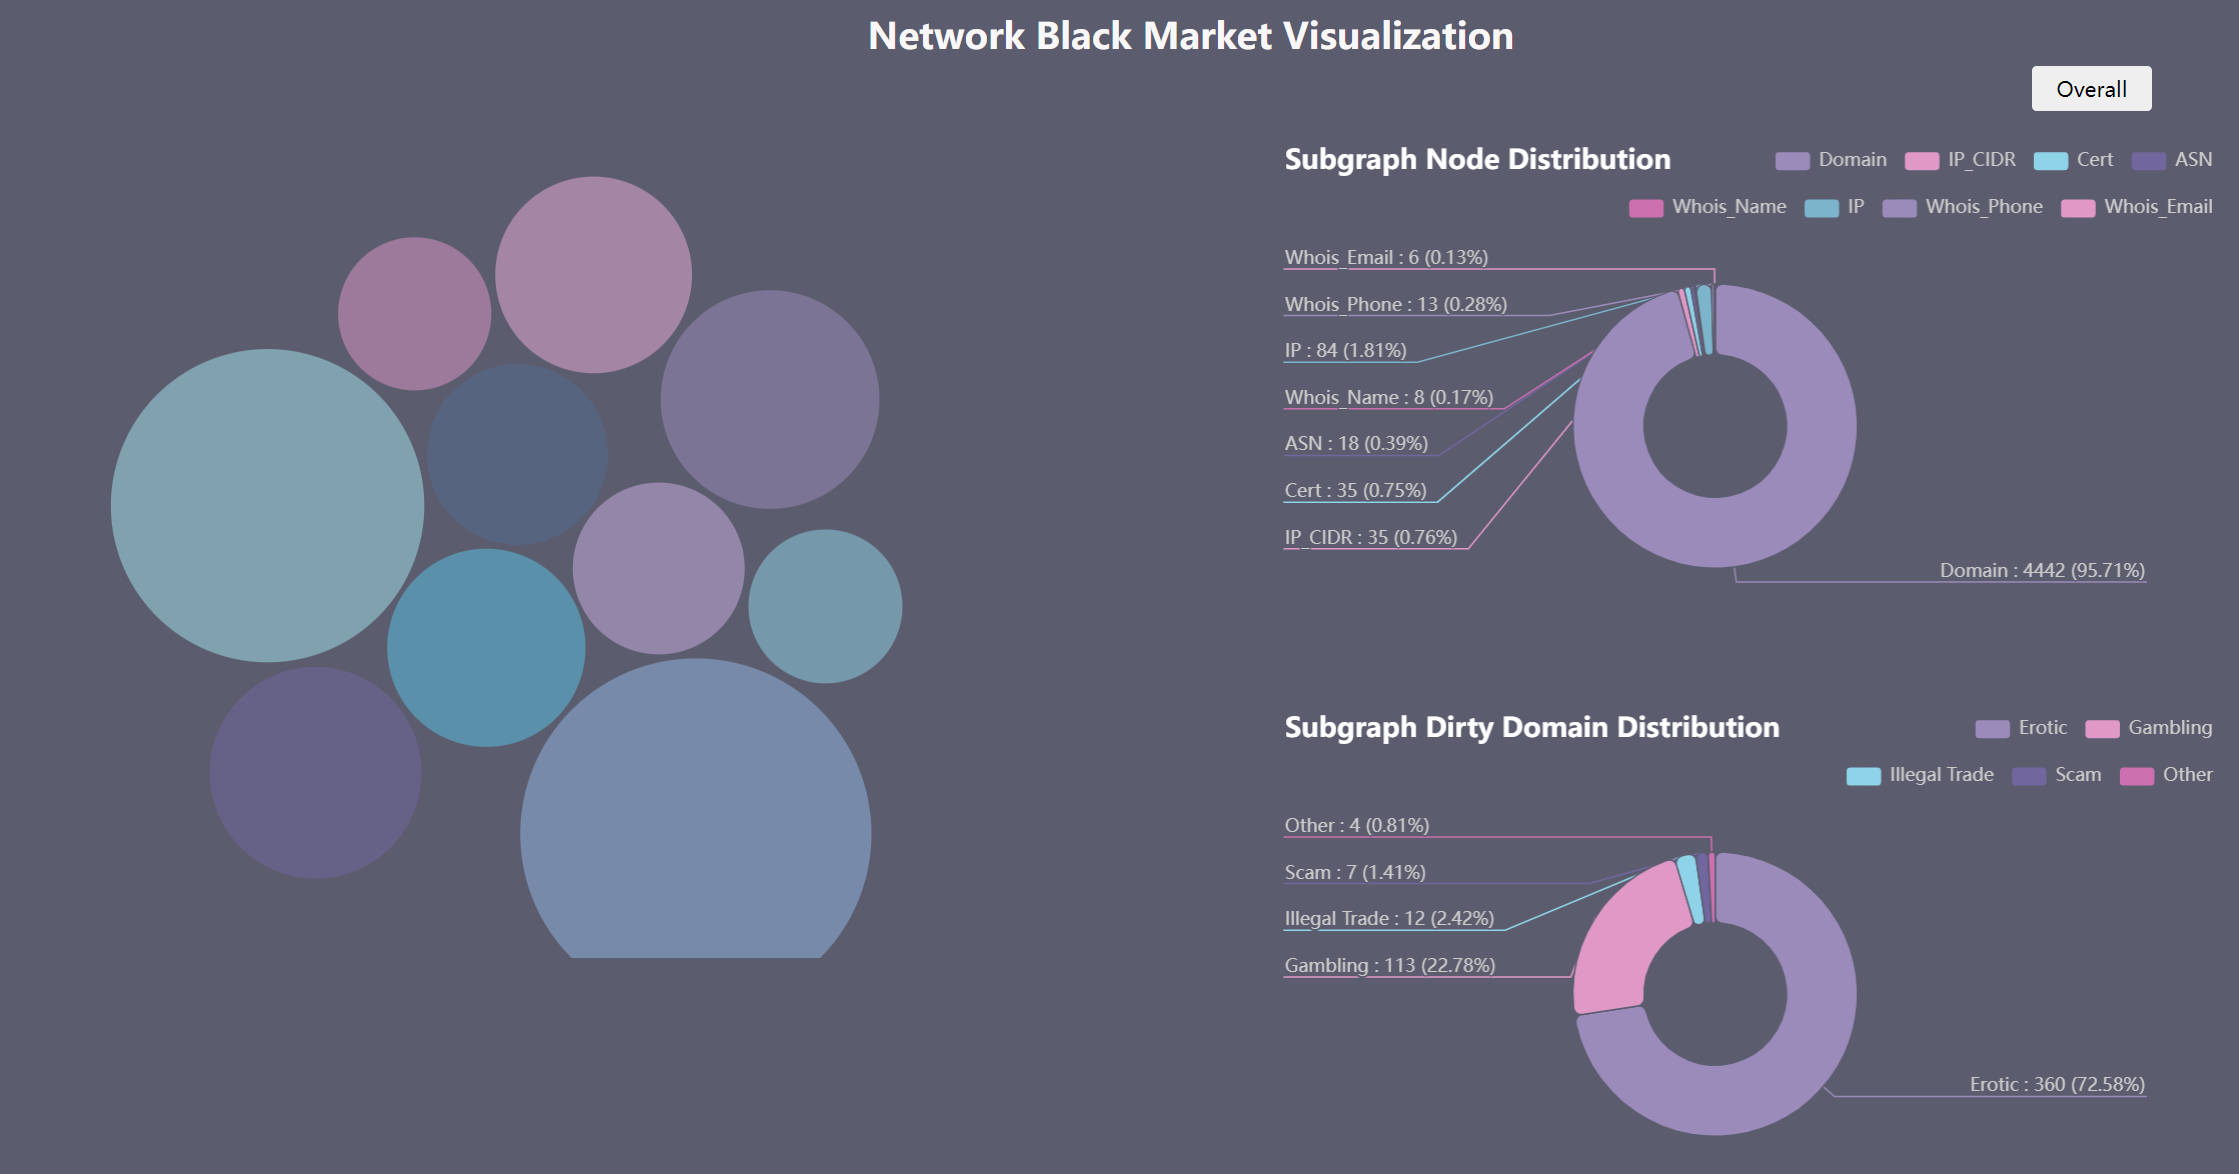 Network Black Market Visualization
Overall
Subgraph Node Distribution
Domain IP_CIDR Cert ASN
Whois_Name IP Whois_Phone Whois_Email
Whois_Email : 6 (0.13%)
Whois_Phone : 13 (0.28%)
IP : 84 (1.81%)
Whois_Name : 8 (0.17%)
ASN : 18 (0.39%)
Cert : 35 (0.75%)
IP_CIDR : 35 (0.76%)
Domain : 4442 (95.71%)
Subgraph Dirty Domain Distribution
Erotic Gambling
Illegal Trade Scam Other
Other : 4 (0.81%)
Scam : 7 (1.41%)
Illegal Trade : 12 (2.42%)
Gambling : 113 (22.78%)
Erotic : 360 (72.58%)